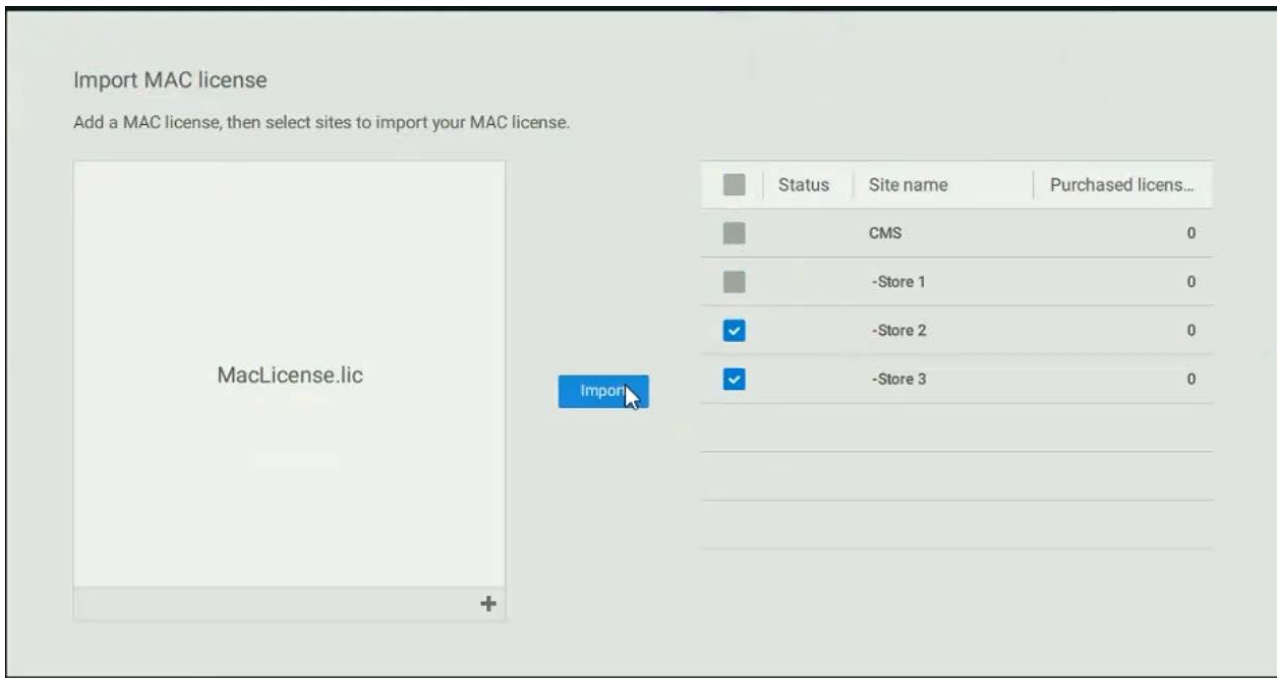 Import MAC license
Add a MAC license, then select sites to import your MAC license.
Status Site name Purchased licens...
CMS 0
-Store 1 0
-Store 2 0
-Store 3 0
MacLicense.lic
Import
+